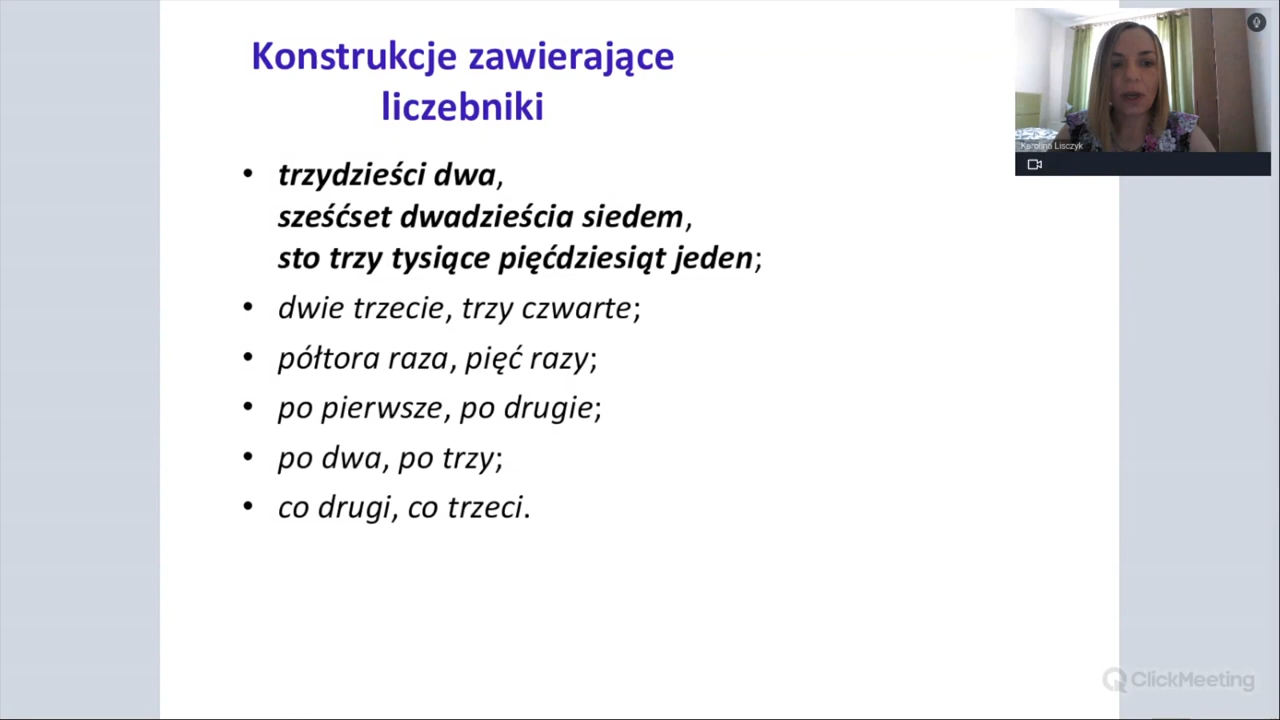 Konstrukcje zawierające
liczebniki
• trzydzieści dwa,
sześćset dwadzieścia siedem,
sto trzy tysiące pięćdziesiąt jeden;
• dwie trzecie, trzy czwarte;
• półtora raza, pięć razy;
• po pierwsze, po drugie;
• po dwa, po trzy;
• co drugi, co trzeci.
Karolina Lisczyk
ClickMeeting